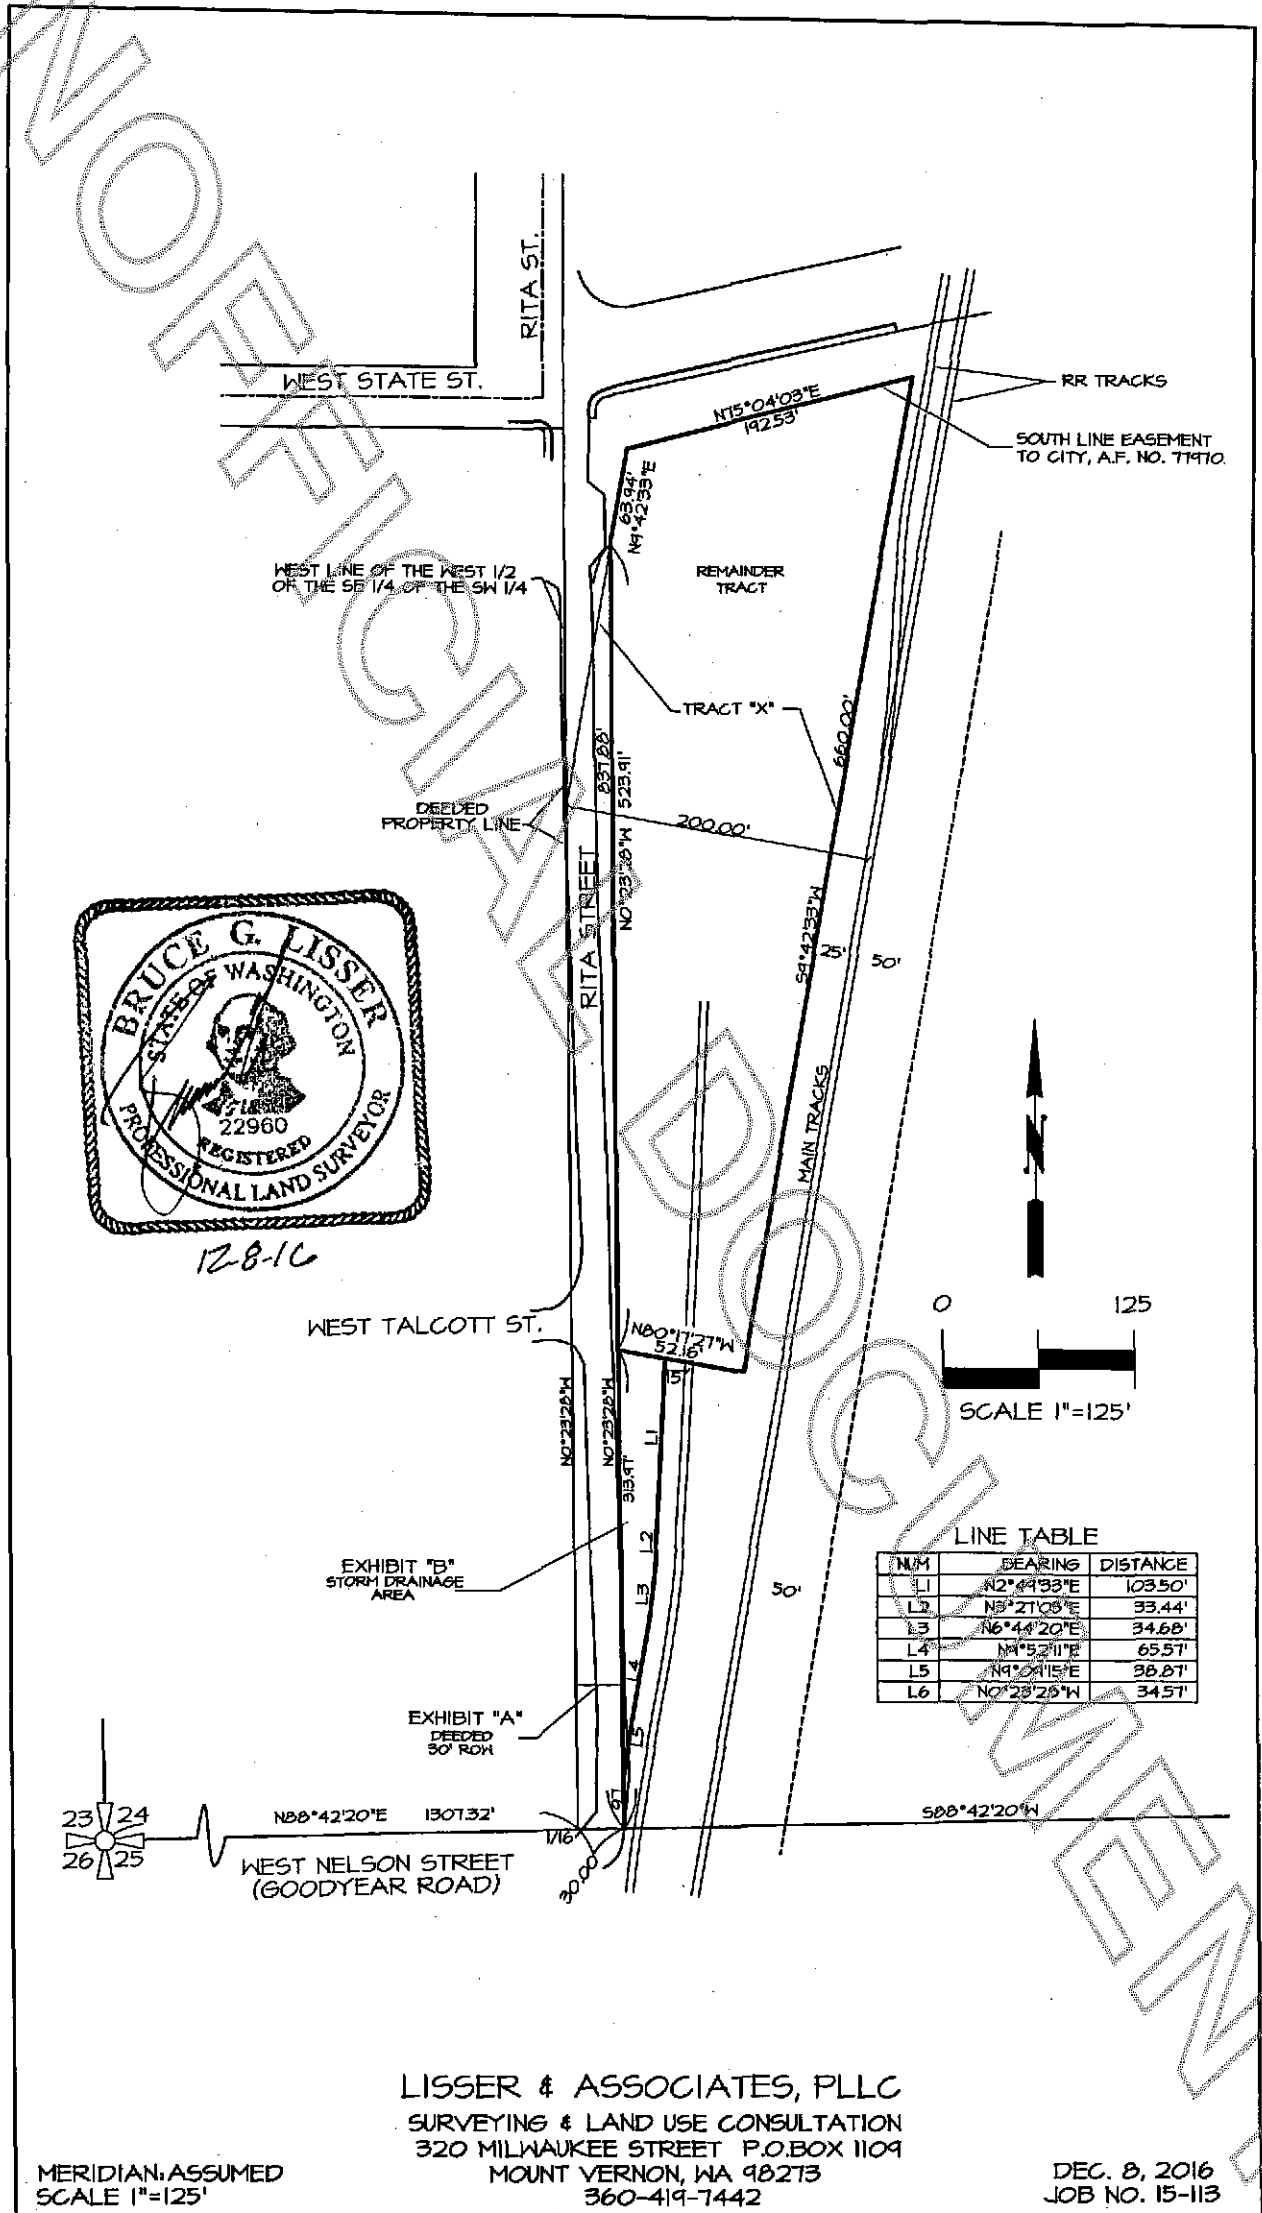 UNOFFICIAL DOCUMENT
RITA ST.
WEST STATE ST.
N75°04'03"E
192.53'
RR TRACKS
SOUTH LINE EASEMENT
TO CITY, A.F. NO. 77970.
63.94'
N9°42'33"E
WEST LINE OF THE WEST 1/2
OF THE SE 1/4 OF THE SW 1/4
REMAINDER
TRACT
TRACT "X"
660.00'
837.88'
N0°23'28"W 523.91'
DEEDED
PROPERTY LINE
200.00'
RITA STREET
S9°42'33"W
25'
50'
BRUCE G. LISSER
STATE OF WASHINGTON
22960
REGISTERED
PROFESSIONAL LAND SURVEYOR
12-8-16
MAIN TRACKS
N
WEST TALCOTT ST.
N80°17'27"W
52.16'
15'
0 125
SCALE 1"=125'
N0°23'28"W
N0°23'28"W
313.97'
L1
L2
L3
L4
L5
L6
EXHIBIT "B"
STORM DRAINAGE
AREA
50'
LINE TABLE
NUM BEARING DISTANCE
L1 N2°49'33"E 103.50'
L2 33.44'
L3 N6°44'20"E 34.68'
L4 65.57'
L5 38.87'
L6 N0°23'28"W 34.57'
EXHIBIT "A"
DEEDED
30' ROW
23 24
26 25
N88°42'20"E 1307.32'
1/16
30.00'
S88°42'20"W
WEST NELSON STREET
(GOODYEAR ROAD)
LISSER & ASSOCIATES, PLLC
SURVEYING & LAND USE CONSULTATION
320 MILWAUKEE STREET P.O.BOX 1109
MOUNT VERNON, WA 98273
360-419-7442
MERIDIAN: ASSUMED
SCALE 1"=125'
DEC. 8, 2016
JOB NO. 15-113